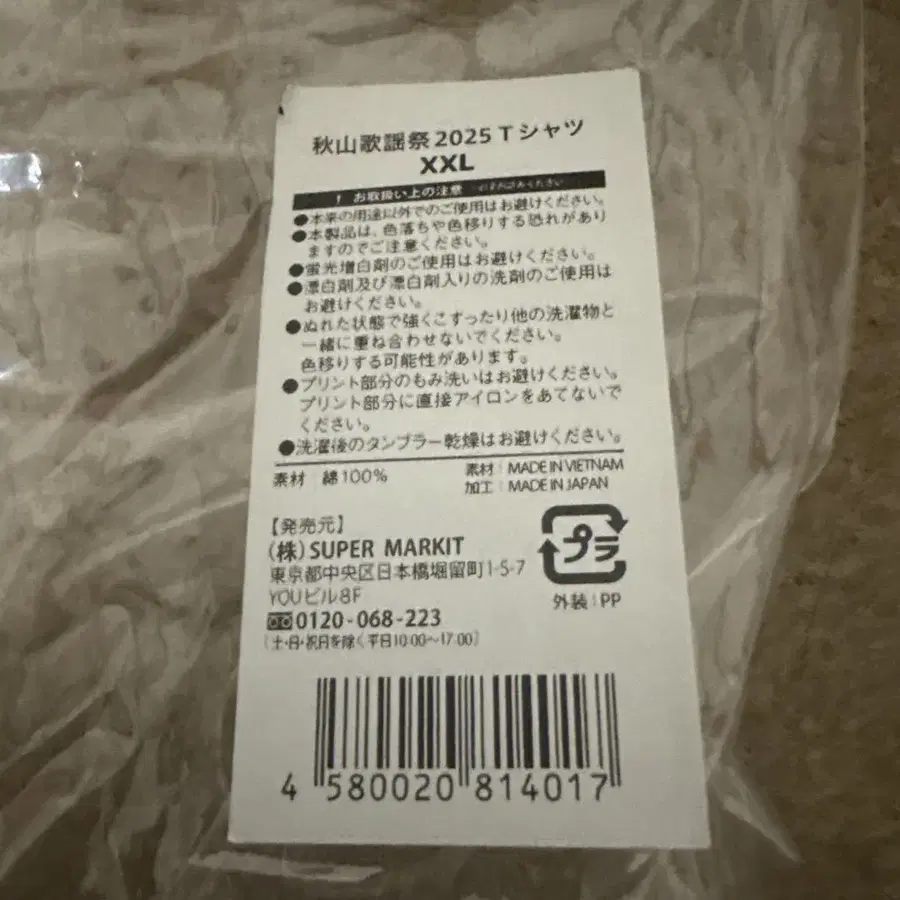 秋山歌謡祭2025 Tシャツ
XXL
! お取扱い上の注意 ―必ずお読みください
●本来の用途以外でのご使用はお避けください。
●本製品は、色落ちや色移りする恐れがあり
ますのでご注意ください。
●蛍光増白剤のご使用はお避けください。
●漂白剤及び漂白剤入りの洗剤のご使用は
お避けください。
●ぬれた状態で強くこすったり他の洗濯物と
一緒に重ね合わせないでください。
色移りする可能性があります。
●プリント部分のもみ洗いはお避けください。
プリント部分に直接アイロンをあてないで
ください。
●洗濯後のタンブラー乾燥はお避けください。
素材 | 綿100%
素材 | MADE IN VIETNAM
加工 | MADE IN JAPAN
【発売元】
(株)SUPER MARKIT
東京都中央区日本橋堀留町1-5-7
YOUビル8F
0120-068-223
(土・日・祝日を除く平日10:00〜17:00)
プラ
外装 | PP
4 580020 814017